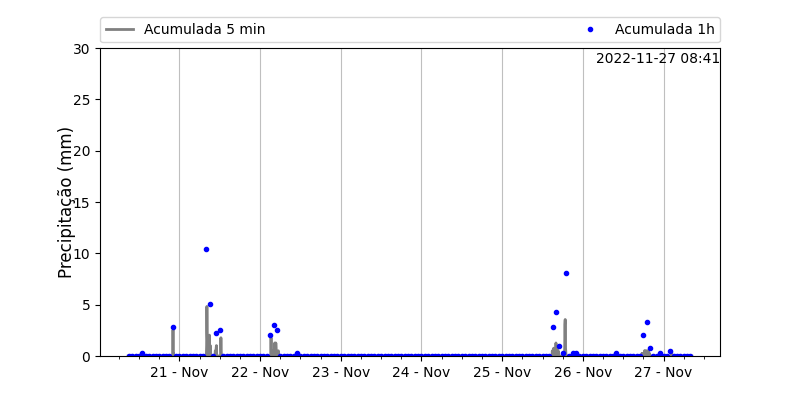 Acumulada 5 min
Acumulada 1h
2022-11-27 08:41
Precipitação (mm)
30
25
20
15
10
5
0
21 - Nov
22 - Nov
23 - Nov
24 - Nov
25 - Nov
26 - Nov
27 - Nov